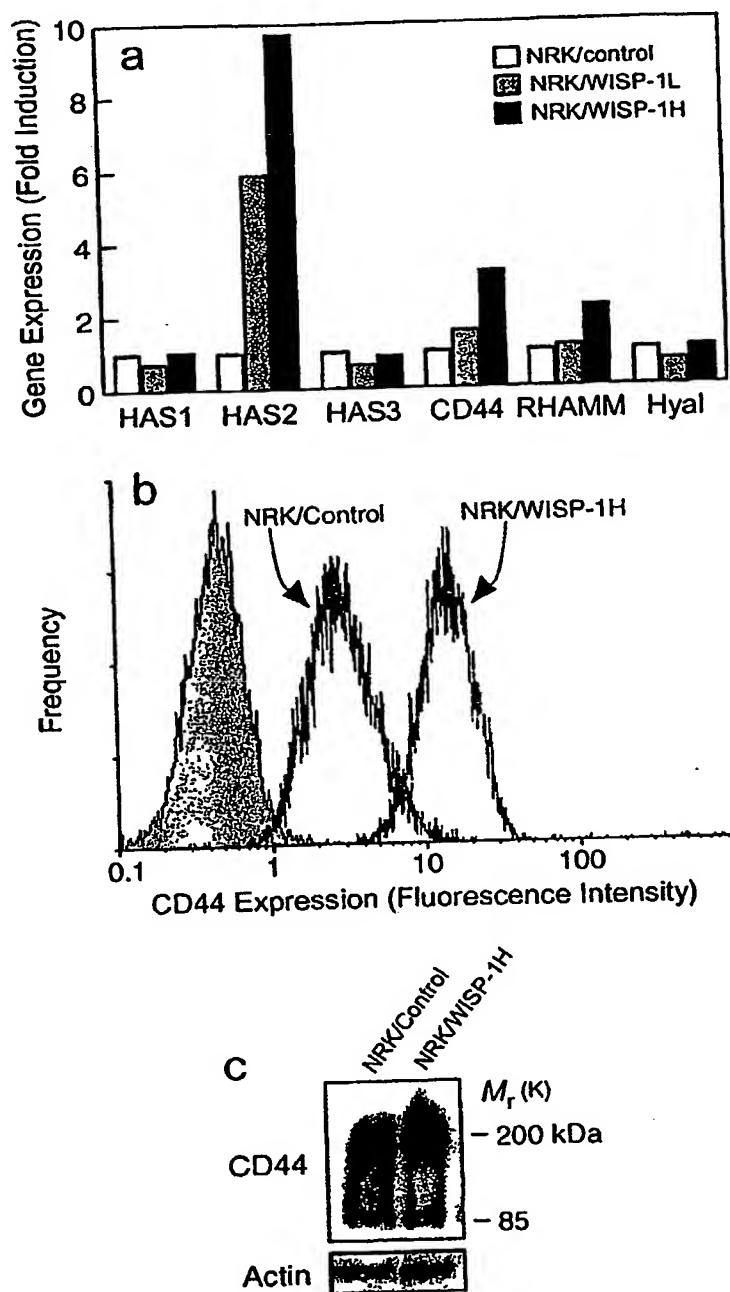 a
NRK/control
NRK/WISP-1L
NRK/WISP-1H
Gene Expression (Fold Induction)
10
8
6
4
2
0
HAS1 HAS2 HAS3 CD44 RHAMM Hyal
b
NRK/Control
NRK/WISP-1H
Frequency
0.1 1 10 100
CD44 Expression (Fluorescence Intensity)
c
NRK/Control
NRK/WISP-1H
Mr (K)
CD44
– 200 kDa
– 85
Actin